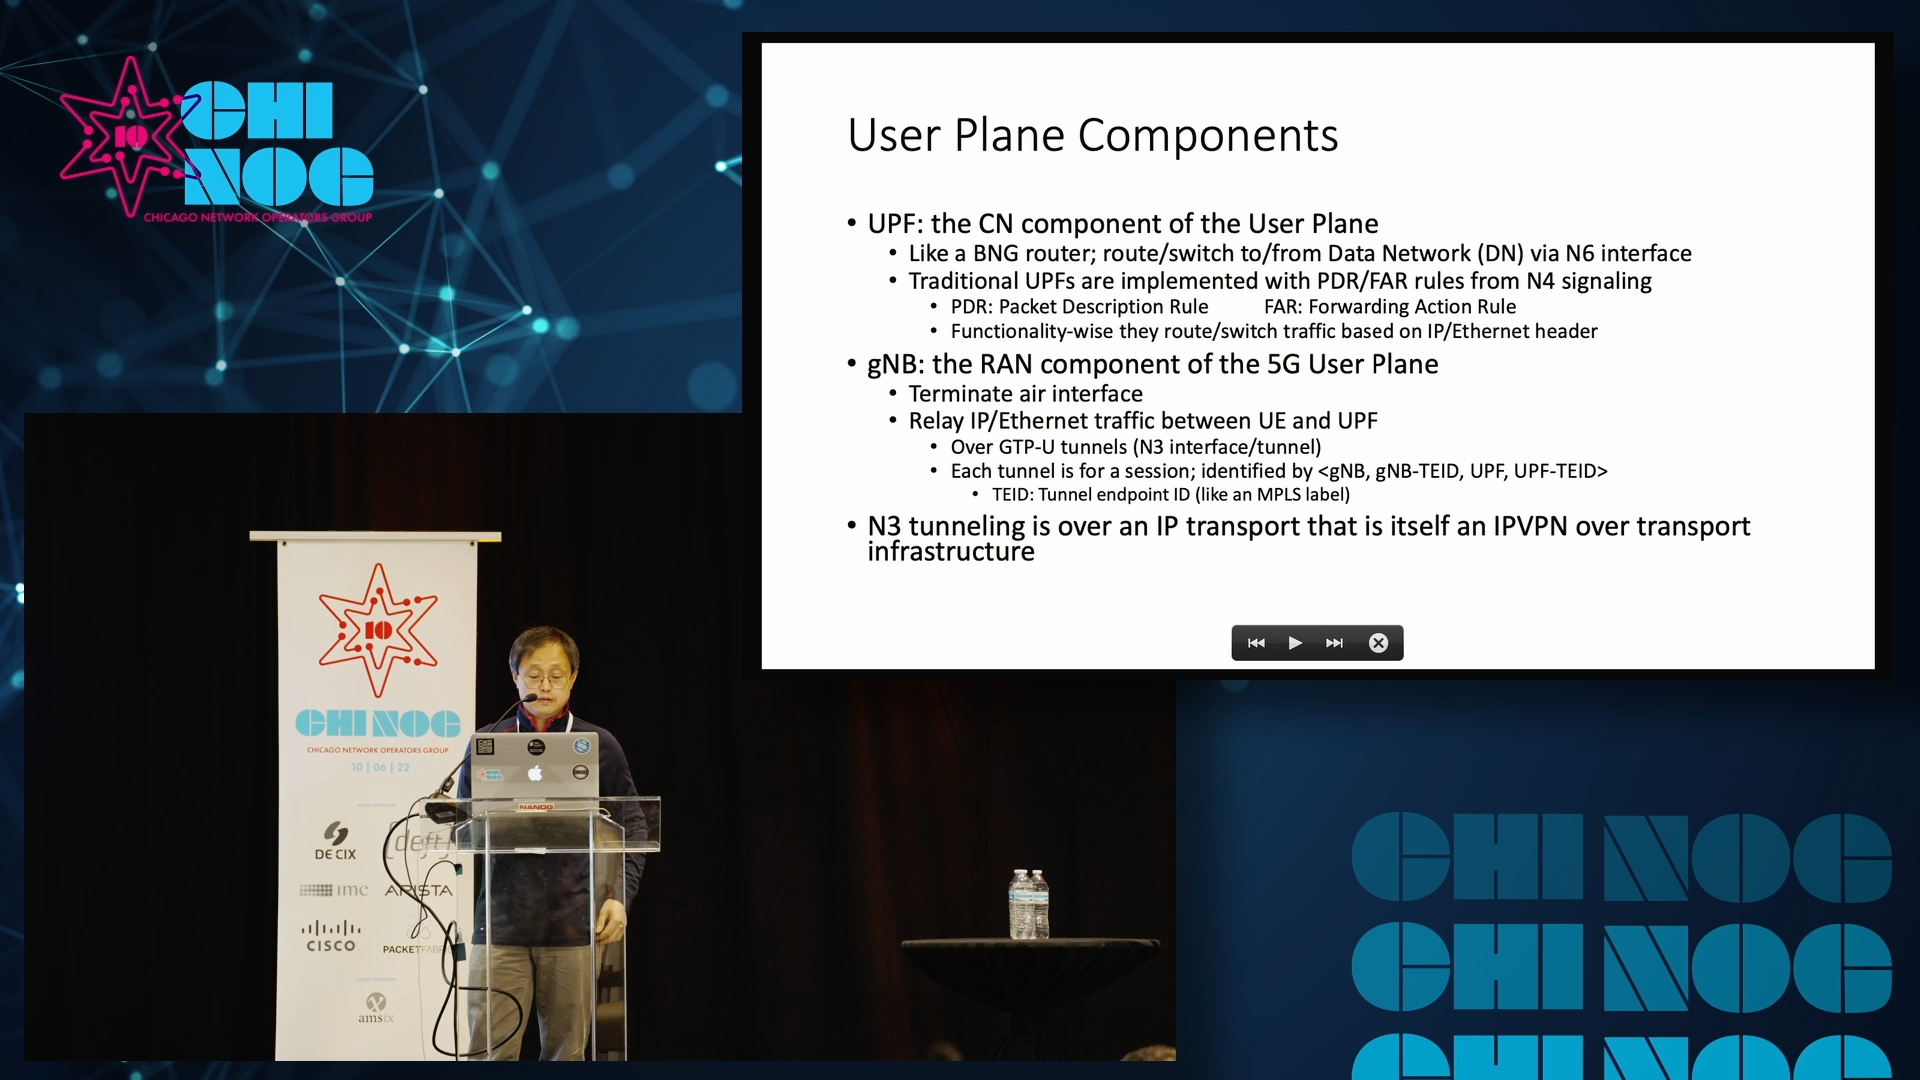 10
CHI
NOG
CHICAGO NETWORK OPERATORS GROUP
User Plane Components
• UPF: the CN component of the User Plane
• Like a BNG router; route/switch to/from Data Network (DN) via N6 interface
• Traditional UPFs are implemented with PDR/FAR rules from N4 signaling
• PDR: Packet Description Rule FAR: Forwarding Action Rule
• Functionality-wise they route/switch traffic based on IP/Ethernet header
• gNB: the RAN component of the 5G User Plane
• Terminate air interface
• Relay IP/Ethernet traffic between UE and UPF
• Over GTP-U tunnels (N3 interface/tunnel)
• Each tunnel is for a session; identified by <gNB, gNB-TEID, UPF, UPF-TEID>
• TEID: Tunnel endpoint ID (like an MPLS label)
• N3 tunneling is over an IP transport that is itself an IPVPN over transport
infrastructure
10
CHI NOG
CHICAGO NETWORK OPERATORS GROUP
10 | 06 | 22
DE CIX
deft
imc
ARISTA
CISCO
PACKETFAB
amsix
NANOG
CHI NOG
CHI NOG
CHI NOG